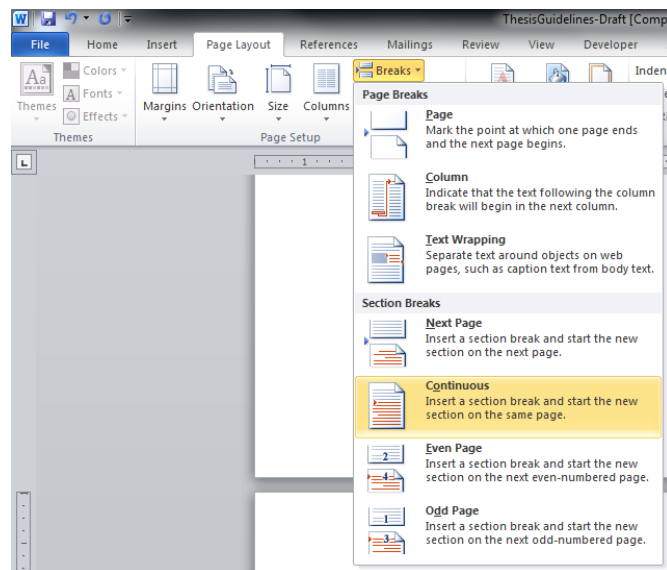 W
ThesisGuidelines-Draft [Comp
File Home Insert Page Layout References Mailings Review View Developer
Aa Themes
Colors
A Fonts
Effects
Margins Orientation Size Columns
Breaks
Inden
Themes Page Setup
L
1
Page Breaks
Page
Mark the point at which one page ends
and the next page begins.
Column
Indicate that the text following the column
break will begin in the next column.
Text Wrapping
Separate text around objects on web
pages, such as caption text from body text.
Section Breaks
Next Page
Insert a section break and start the new
section on the next page.
Continuous
Insert a section break and start the new
section on the same page.
2
4
Even Page
Insert a section break and start the new
section on the next even-numbered page.
1
3
Odd Page
Insert a section break and start the new
section on the next odd-numbered page.